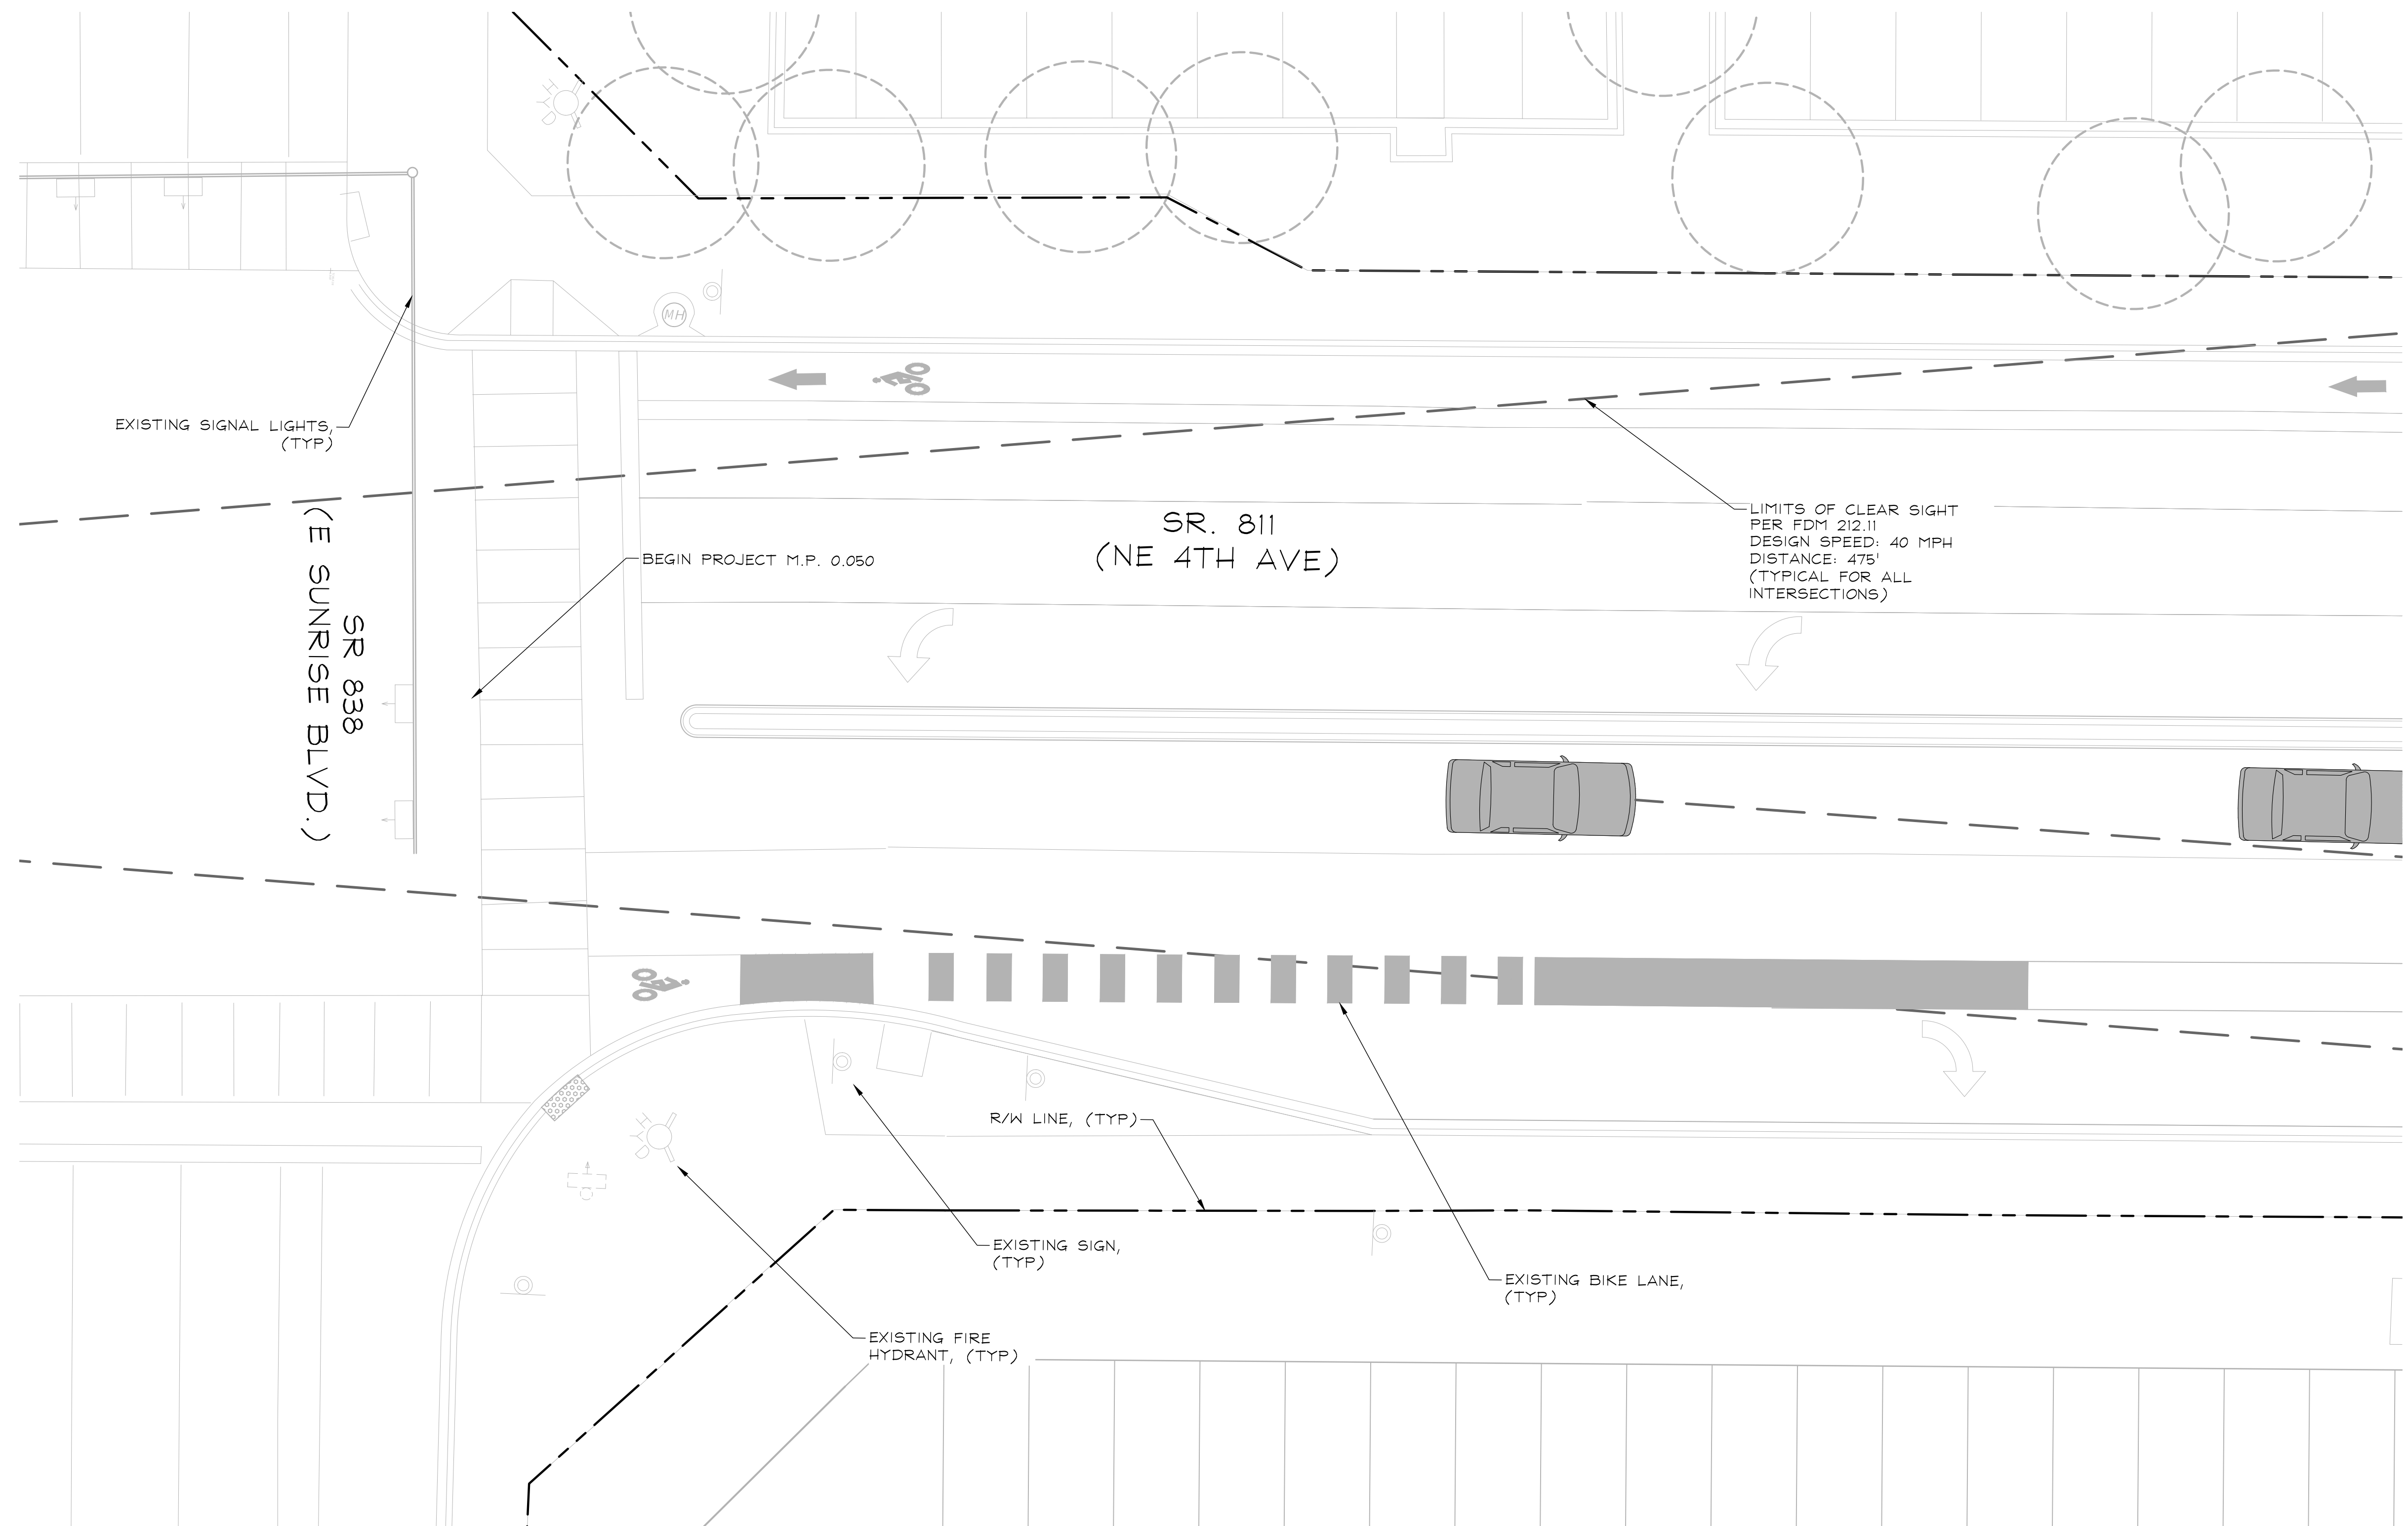 MH
EXISTING SIGNAL LIGHTS,
(TYP)
SR 838
(E SUNRISE BLVD.)
BEGIN PROJECT M.P. 0.050
SR. 811
(NE 4TH AVE)
LIMITS OF CLEAR SIGHT
PER FDM 212.11
DESIGN SPEED: 40 MPH
DISTANCE: 475'
(TYPICAL FOR ALL
INTERSECTIONS)
R/W LINE, (TYP)
EXISTING SIGN,
(TYP)
EXISTING BIKE LANE,
(TYP)
EXISTING FIRE
HYDRANT, (TYP)